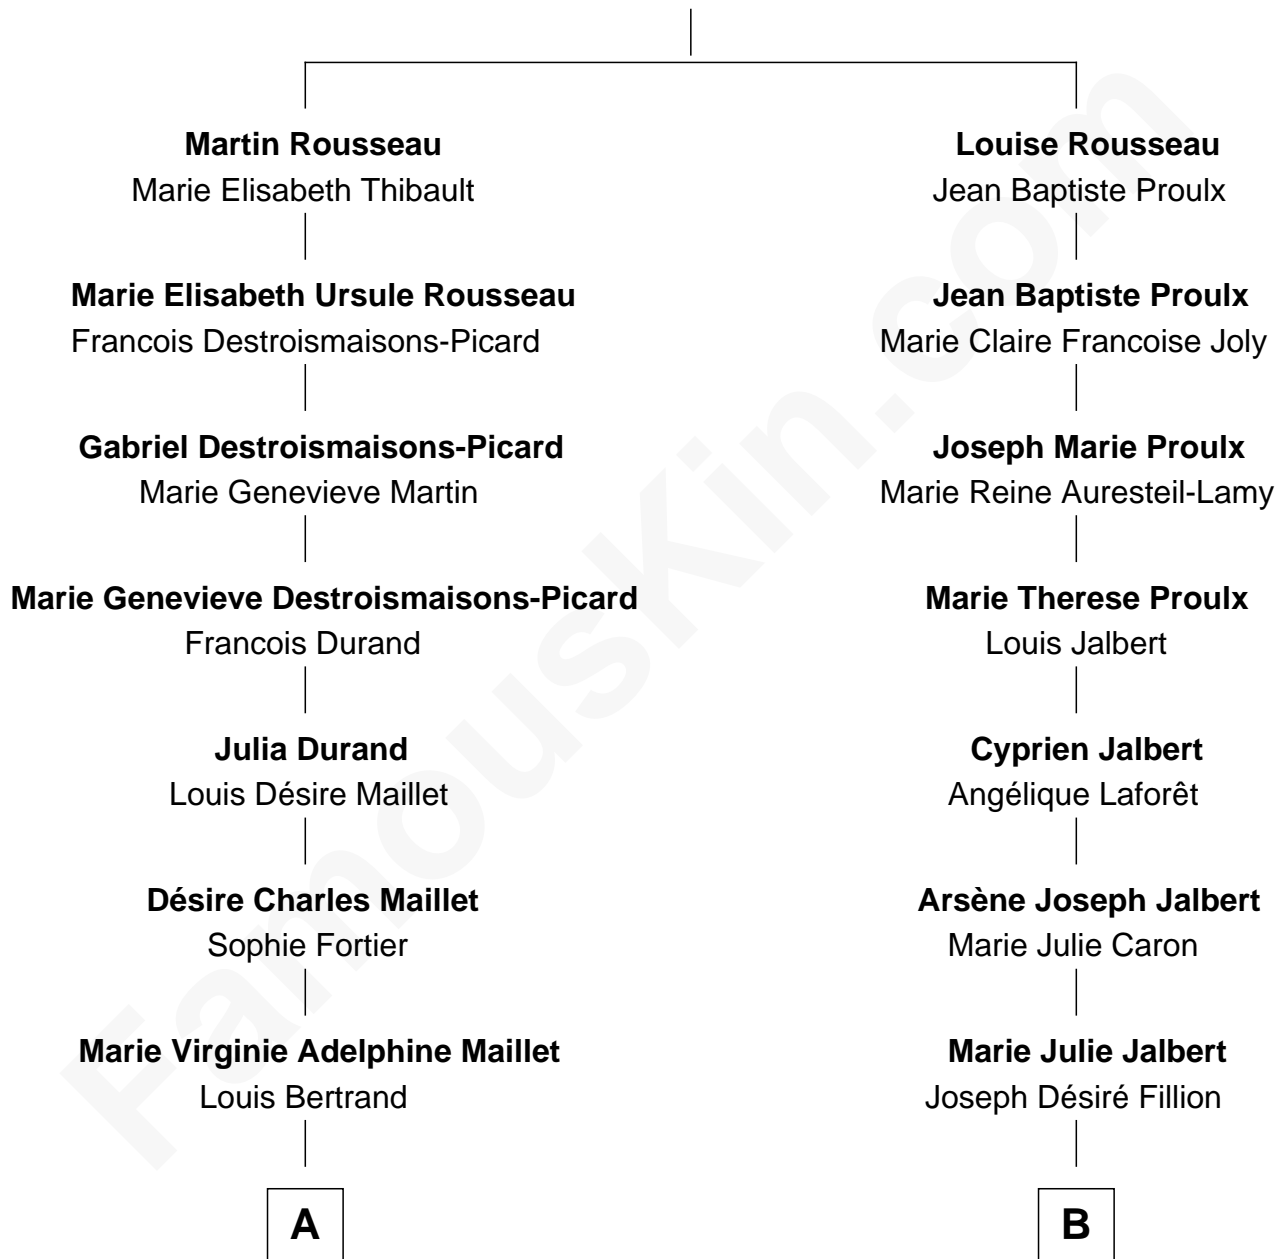 Martin Rousseau
Marie Elisabeth Thibault
Marie Elisabeth Ursule Rousseau
Francois Destroismaisons-Picard
Gabriel Destroismaisons-Picard
Marie Genevieve Martin
Marie Genevieve Destroismaisons-Picard
Francois Durand
Julia Durand
Louis Désire Maillet
Désire Charles Maillet
Sophie Fortier
Marie Virginie Adelphine Maillet
Louis Bertrand
A
Louise Rousseau
Jean Baptiste Proulx
Jean Baptiste Proulx
Marie Claire Francoise Joly
Joseph Marie Proulx
Marie Reine Auresteil-Lamy
Marie Therese Proulx
Louis Jalbert
Cyprien Jalbert
Angélique Laforêt
Arsène Joseph Jalbert
Marie Julie Caron
Marie Julie Jalbert
Joseph Désiré Fillion
B
FamousKin.com